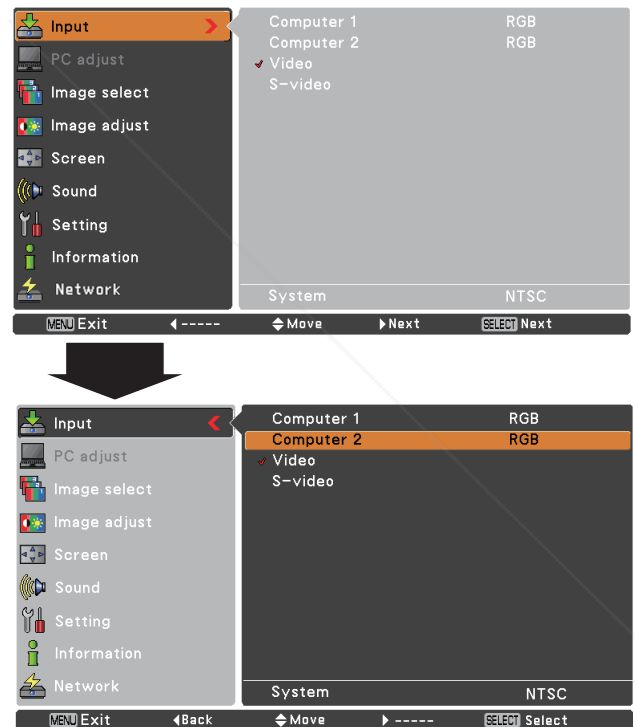 Input
PC adjust
Image select
Image adjust
Screen
Sound
Setting
Information
Network
Computer 1 RGB
Computer 2 RGB
Video
S-video
System NTSC
MENU Exit ----- Move Next SELECT Next
Input
PC adjust
Image select
Image adjust
Screen
Sound
Setting
Information
Network
Computer 1 RGB
Computer 2 RGB
Video
S-video
System NTSC
MENU Exit Back Move ----- SELECT Select